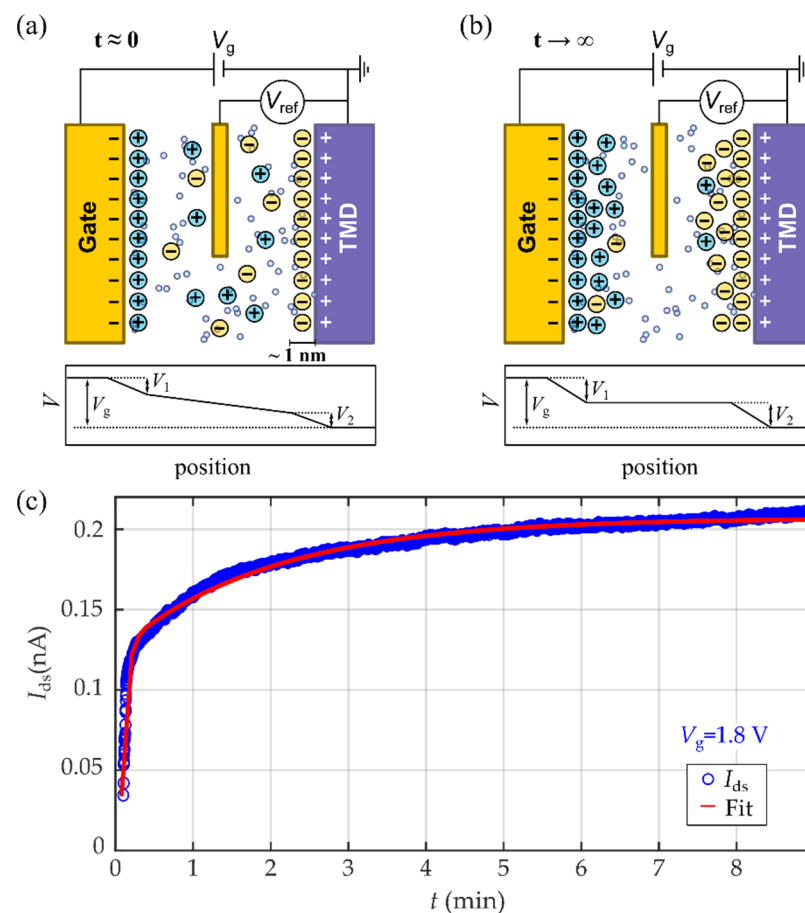 (a) t ≈ 0 V_g
V_ref
Gate
TMD
~ 1 nm
V
V_g
V_1
V_2
position
(b) t → ∞ V_g
V_ref
Gate
TMD
V
V_g
V_1
V_2
position
(c)
I_ds(nA)
0.2
0.15
0.1
0.05
0
V_g=1.8 V
I_ds
Fit
0 1 2 3 4 5 6 7 8
t (min)